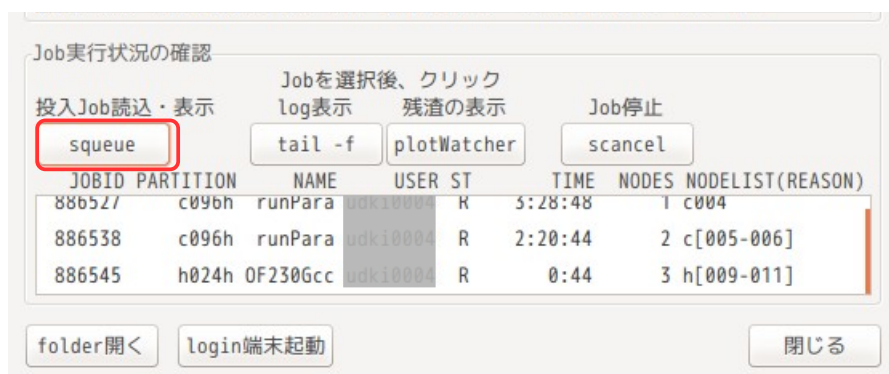 Job実行状況の確認
Jobを選択後、クリック
投入Job読込・表示 log表示 残渣の表示 Job停止
squeue tail -f plotWatcher scancel
JOBID PARTITION NAME USER ST TIME NODES NODELIST(REASON)
886527 c096h runPara udki0004 R 3:28:48 1 c004
886538 c096h runPara udki0004 R 2:20:44 2 c[005-006]
886545 h024h OF230Gcc udki0004 R 0:44 3 h[009-011]
folder開く login端末起動 閉じる